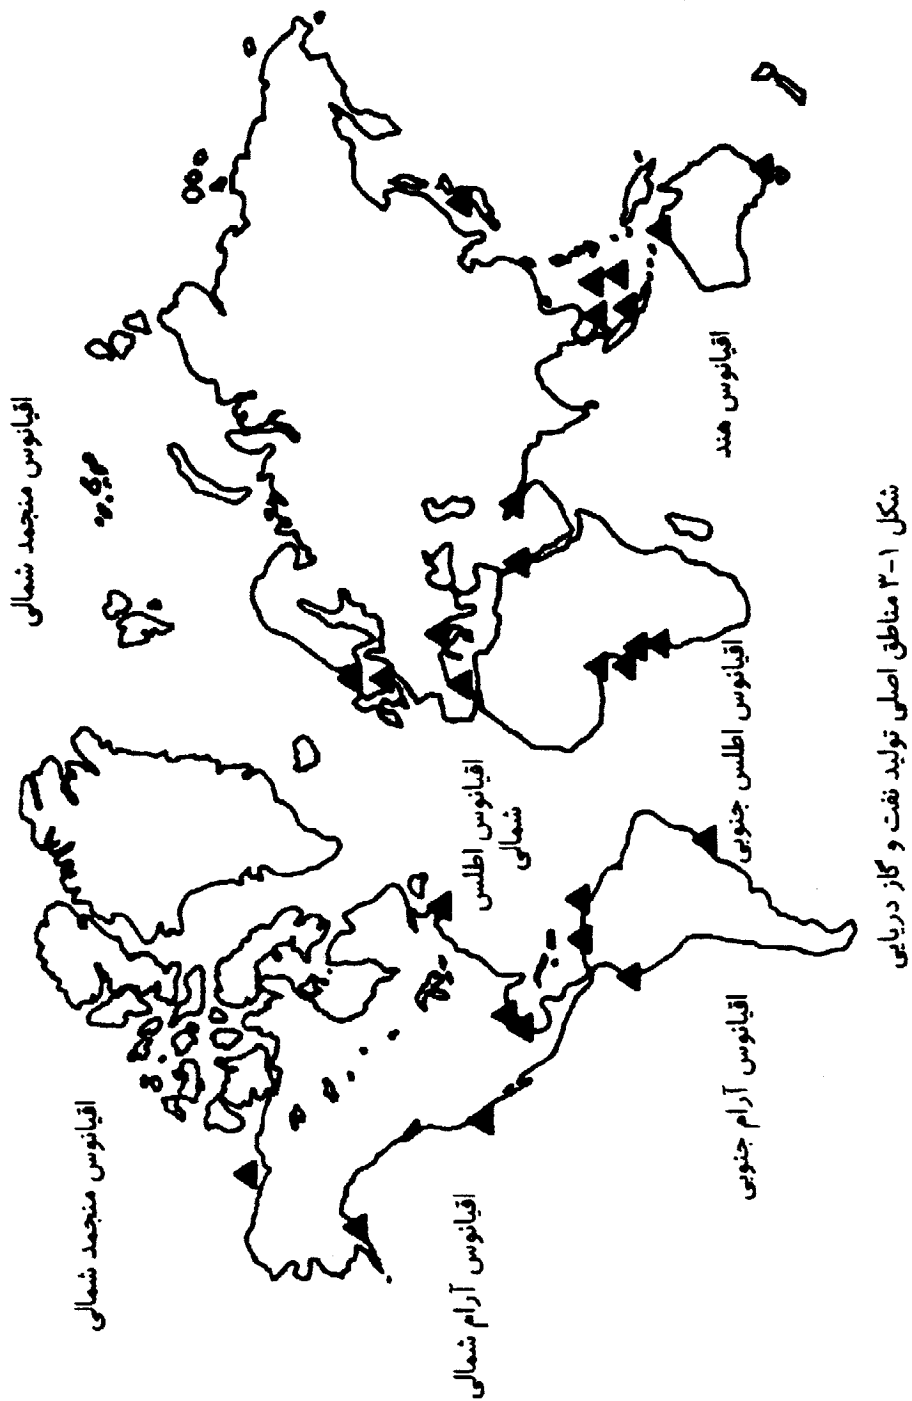 اقیانوس منجمد شمالی
اقیانوس منجمد شمالی
اقیانوس آرام شمالی
اقیانوس اطلس
شمالی
اقیانوس هند
اقیانوس آرام جنوبی
اقیانوس اطلس جنوبی
شکل ۱-۳ مناطق اصلی تولید نفت و گاز دریایی